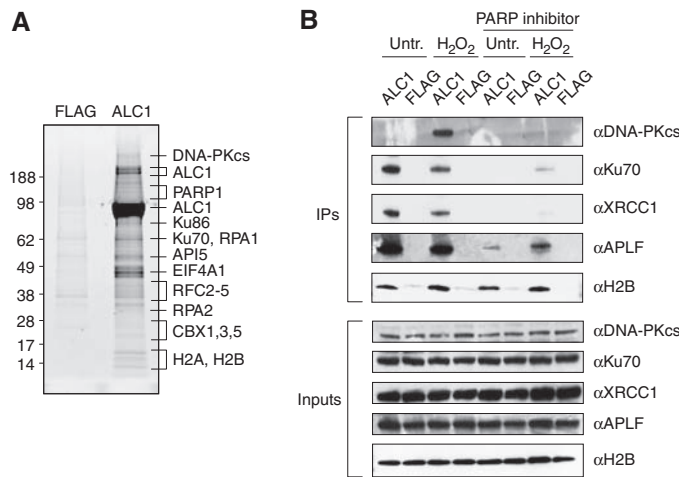 A
FLAG ALC1
188
98
62
49
38
28
17
14
DNA-PKcs
ALC1
PARP1
ALC1
Ku86
Ku70, RPA1
API5
EIF4A1
RFC2-5
RPA2
CBX1,3,5
H2A, H2B
B
PARP inhibitor
Untr. H₂O₂ Untr. H₂O₂
ALC1 FLAG ALC1 FLAG ALC1 FLAG ALC1 FLAG
IPs
αDNA-PKcs
αKu70
αXRCC1
αAPLF
αH2B
Inputs
αDNA-PKcs
αKu70
αXRCC1
αAPLF
αH2B